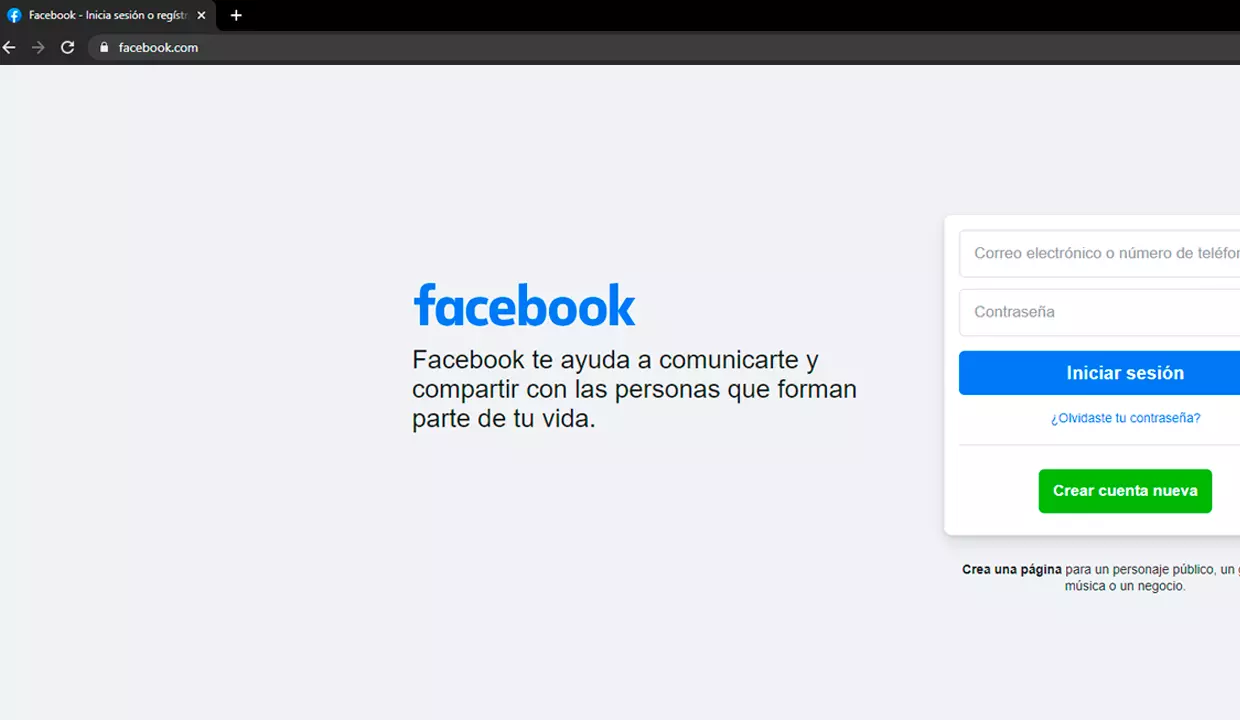 Facebook - Inicia sesión o regístr
facebook.com
facebook
Facebook te ayuda a comunicarte y
compartir con las personas que forman
parte de tu vida.
Correo electrónico o número de teléfon
Contraseña
Iniciar sesión
¿Olvidaste tu contraseña?
Crear cuenta nueva
Crea una página para un personaje público, un g
música o un negocio.